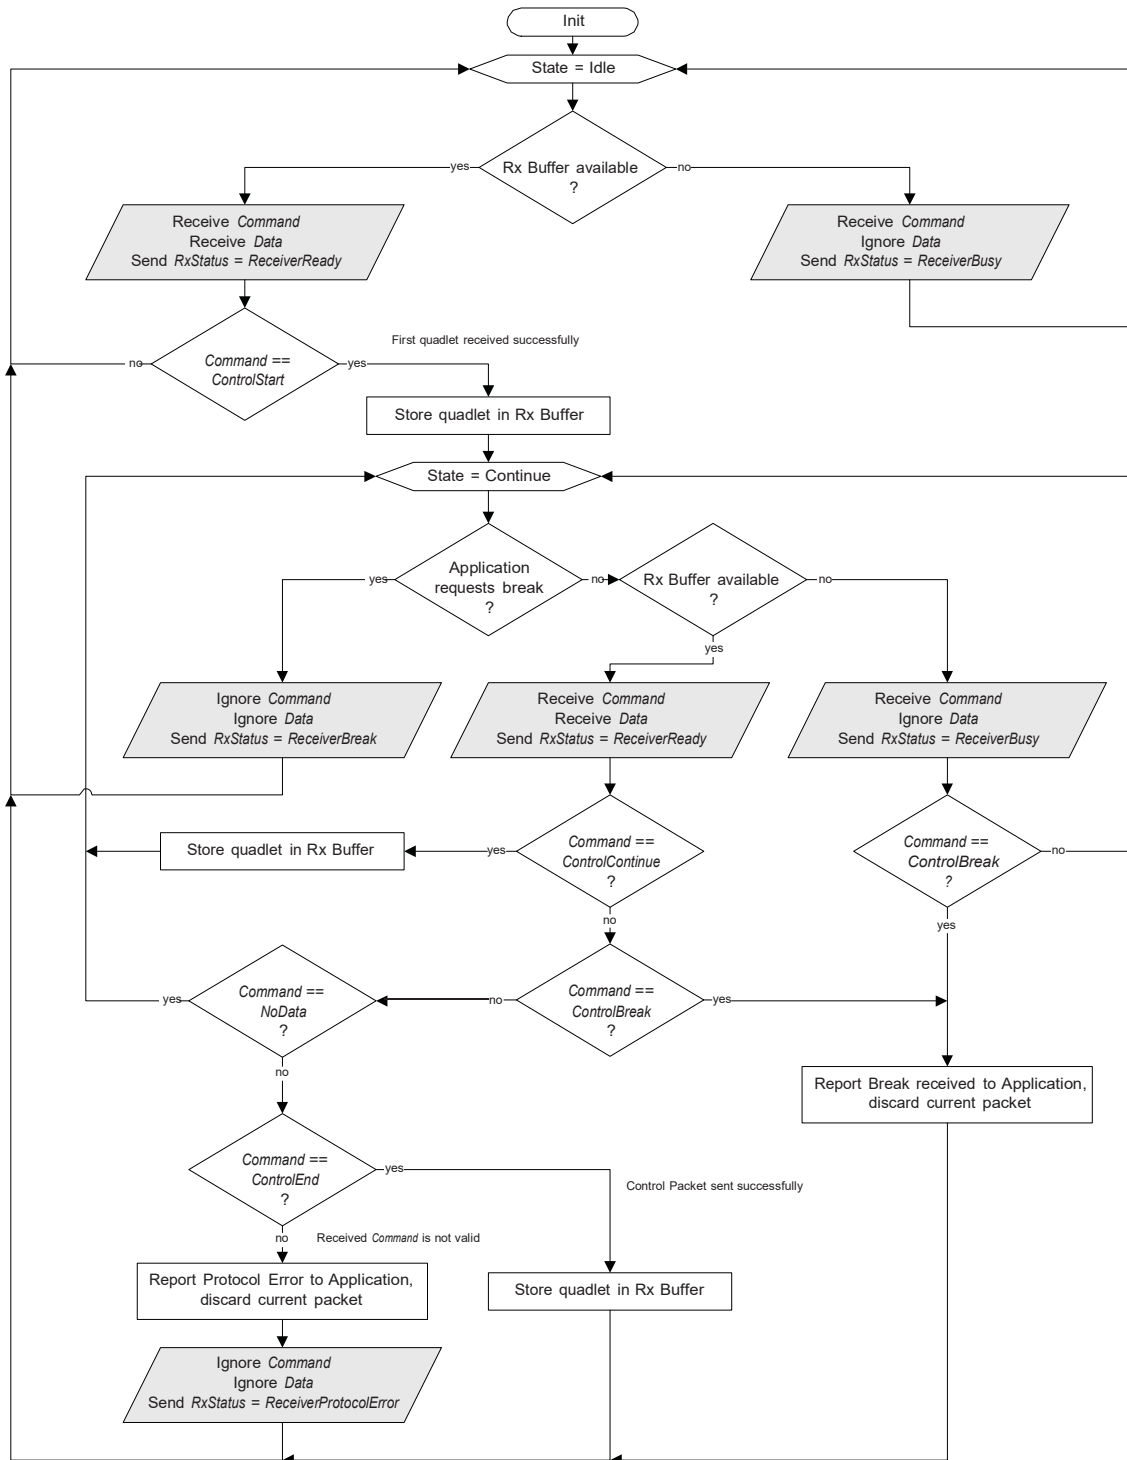 Init
State = Idle
Rx Buffer available
?
yes
no
Receive Command
Receive Data
Send RxStatus = ReceiverReady
Receive Command
Ignore Data
Send RxStatus = ReceiverBusy
First quadlet received successfully
Command ==
ControlStart
no
yes
Store quadlet in Rx Buffer
State = Continue
Application
requests break
?
yes
no
Rx Buffer available
?
no
yes
Ignore Command
Ignore Data
Send RxStatus = ReceiverBreak
Receive Command
Receive Data
Send RxStatus = ReceiverReady
Receive Command
Ignore Data
Send RxStatus = ReceiverBusy
Store quadlet in Rx Buffer
yes
Command ==
ControlContinue
?
no
Command ==
ControlBreak
?
no
yes
yes
Command ==
NoData
?
no
no
Command ==
ControlBreak
?
yes
Report Break received to Application,
discard current packet
Command ==
ControlEnd
?
yes
Control Packet sent successfully
no
Received Command is not valid
Report Protocol Error to Application,
discard current packet
Store quadlet in Rx Buffer
Ignore Command
Ignore Data
Send RxStatus = ReceiverProtocolError